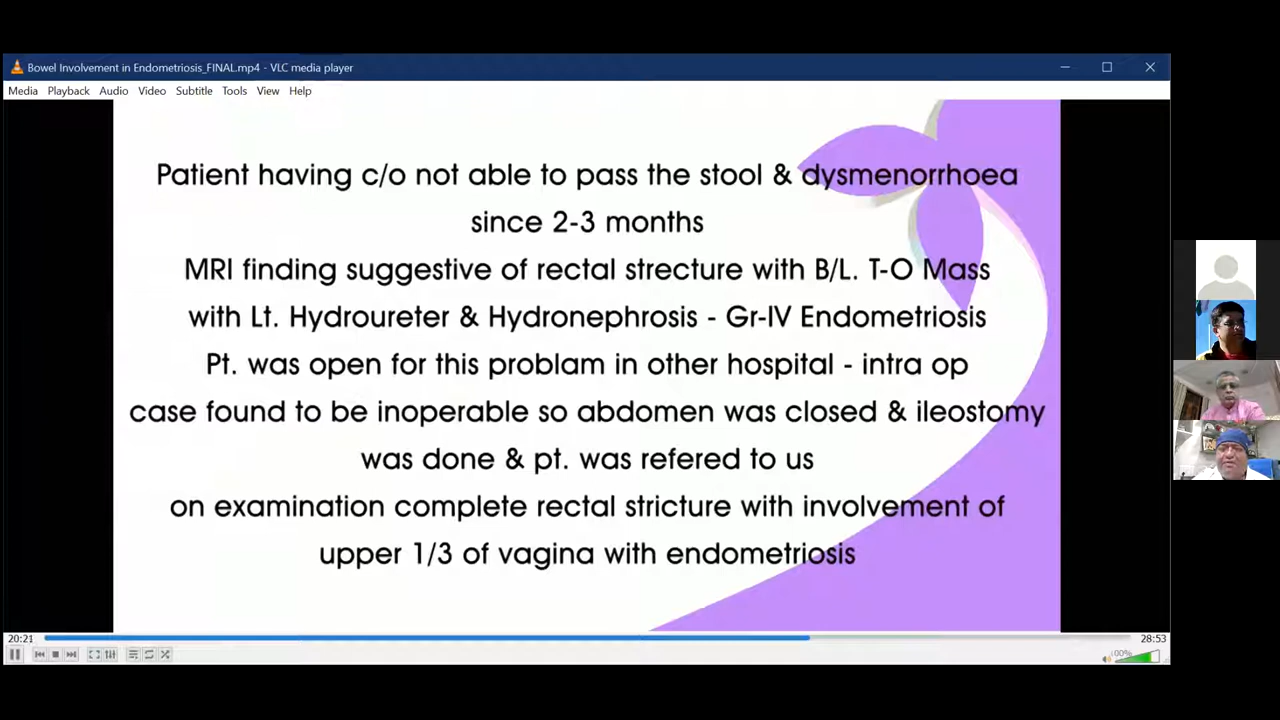 Bowel Involvement in Endometriosis_FINAL.mp4 - VLC media player
Media Playback Audio Video Subtitle Tools View Help
Patient having c/o not able to pass the stool & dysmenorrhoea
since 2-3 months
MRI finding suggestive of rectal strecture with B/L. T-O Mass
with Lt. Hydroureter & Hydronephrosis - Gr-IV Endometriosis
Pt. was open for this problam in other hospital - intra op
case found to be inoperable so abdomen was closed & ileostomy
was done & pt. was refered to us
on examination complete rectal stricture with involvement of
upper 1/3 of vagina with endometriosis
20:21 28:53
100%